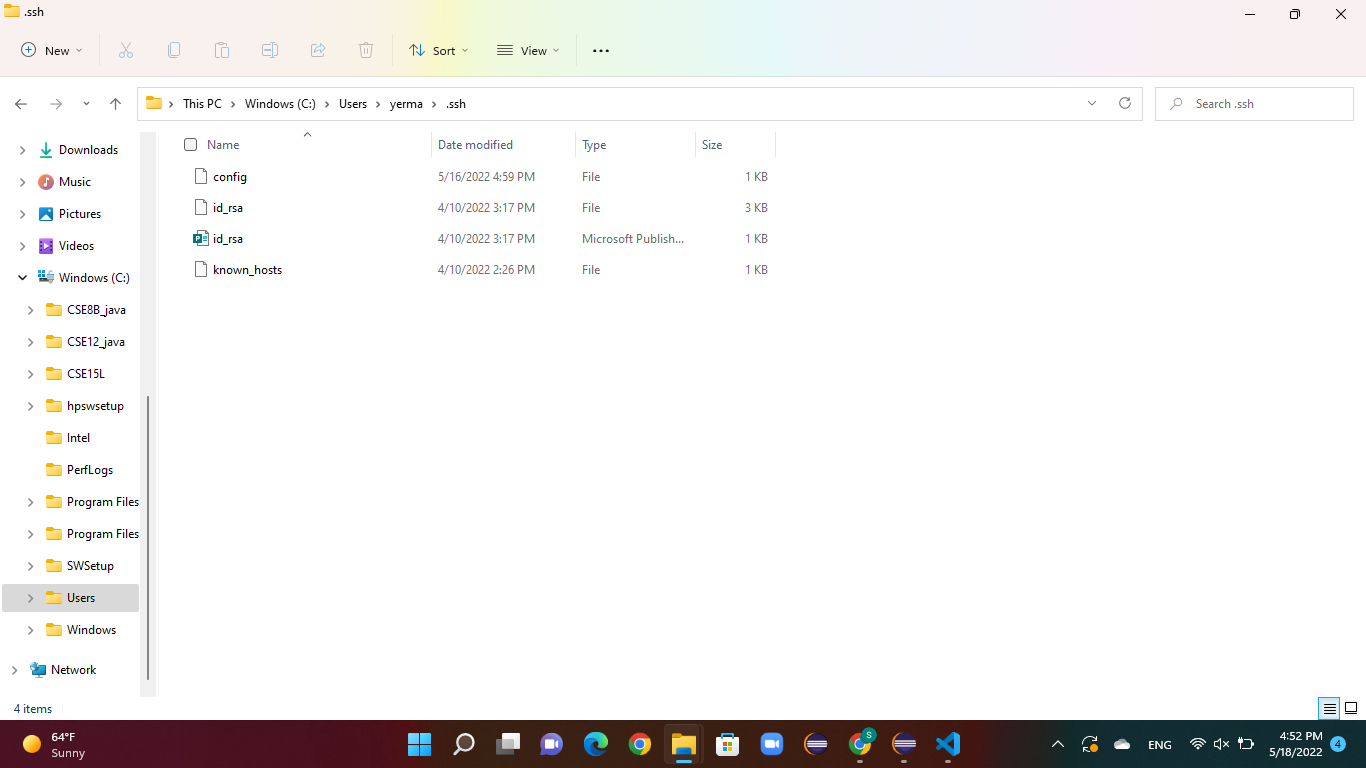 .ssh
New
Sort
View
This PC > Windows (C:) > Users > yerma > .ssh
Search .ssh
Downloads
Music
Pictures
Videos
Windows (C:)
CSE8B_java
CSE12_java
CSE15L
hpswsetup
Intel
PerfLogs
Program Files
Program Files
SWSetup
Users
Windows
Network
Name Date modified Type Size
config 5/16/2022 4:59 PM File 1 KB
id_rsa 4/10/2022 3:17 PM File 3 KB
id_rsa 4/10/2022 3:17 PM Microsoft Publish... 1 KB
known_hosts 4/10/2022 2:26 PM File 1 KB
4 items
64°F
Sunny
S
ENG
4:52 PM
5/18/2022
4